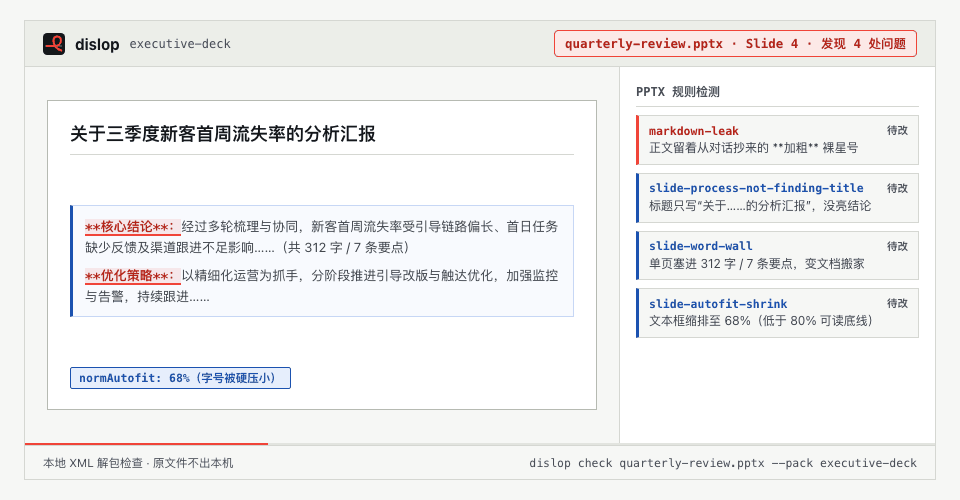 dislop executive-deck
quarterly-review.pptx · Slide 4 · 发现 4 处问题
关于三季度新客首周流失率的分析汇报
**核心结论**：经过多轮梳理与协同，新客首周流失率受引导链路偏长、首日任务
缺少反馈及渠道跟进不足影响……（共 312 字 / 7 条要点）
**优化策略**：以精细化运营为抓手，分阶段推进引导改版与触达优化，加强监控
与告警，持续跟进……
normAutofit: 68%（字号被硬压小）
PPTX 规则检测
markdown-leak 待改
正文留着从对话抄来的 **加粗** 裸星号
slide-process-not-finding-title 待改
标题只写“关于……的分析汇报”，没亮结论
slide-word-wall 待改
单页塞进 312 字 / 7 条要点，变文档搬家
slide-autofit-shrink 待改
文本框缩排至 68%（低于 80% 可读底线）
本地 XML 解包检查 · 原文件不出本机
dislop check quarterly-review.pptx --pack executive-deck